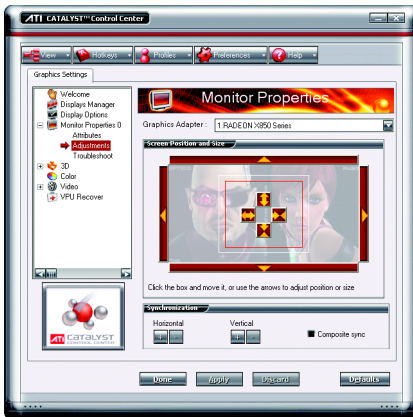 ATI CATALYST™ Control Center
View Hotkeys Profiles Preferences Help
Graphics Settings
Welcome
Displays Manager
Display Options
Monitor Properties 0
Attributes
Adjustments
Troubleshoot
3D
Color
Video
VPU Recover
ATI CATALYST
CONTROL CENTER
Monitor Properties
Graphics Adapter : 1.RADEON X850 Series
Screen Position and Size
Click the box and move it, or use the arrows to adjust position or size
Synchronization
Horizontal Vertical
+ - + - Composite sync
Done Apply Discard Defaults